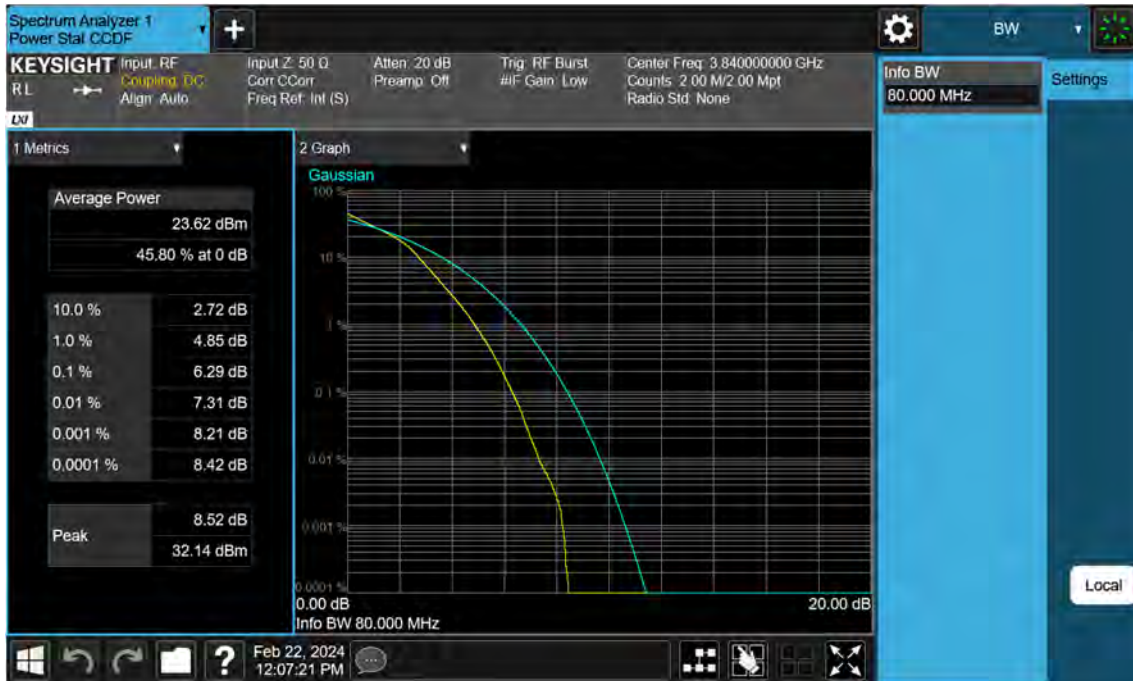 Spectrum Analyzer 1
Power Stat CCDF
BW
KEYSIGHT
RL
LXI
Input: RF
Coupling: DC
Align: Auto
Input Z: 50 Ω
Corr CCorr
Freq Ref: Int (S)
Atten: 20 dB
Preamp: Off
Trig: RF Burst
#IF Gain: Low
Center Freq: 3.840000000 GHz
Counts: 2.00 M/2.00 Mpt
Radio Std: None
Info BW
80.000 MHz
Settings
1 Metrics
Average Power
23.62 dBm
45.80 % at 0 dB
10.0 % 2.72 dB
1.0 % 4.85 dB
0.1 % 6.29 dB
0.01 % 7.31 dB
0.001 % 8.21 dB
0.0001 % 8.42 dB
Peak
8.52 dB
32.14 dBm
2 Graph
Gaussian
100 %
10 %
1 %
0.1 %
0.01 %
0.001 %
0.0001 %
0.00 dB 20.00 dB
Info BW 80.000 MHz
Local
?
Feb 22, 2024
12:07:21 PM